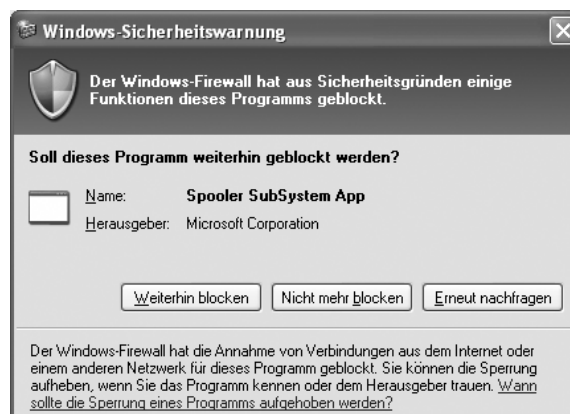 Windows-Sicherheitswarnung
Der Windows-Firewall hat aus Sicherheitsgründen einige
Funktionen dieses Programms geblockt.
Soll dieses Programm weiterhin geblockt werden?
Name: Spooler SubSystem App
Herausgeber: Microsoft Corporation
Weiterhin blocken Nicht mehr blocken Erneut nachfragen
Der Windows-Firewall hat die Annahme von Verbindungen aus dem Internet oder
einem anderen Netzwerk für dieses Programm geblockt. Sie können die Sperrung
aufheben, wenn Sie das Programm kennen oder dem Herausgeber trauen. Wann
sollte die Sperrung eines Programms aufgehoben werden?